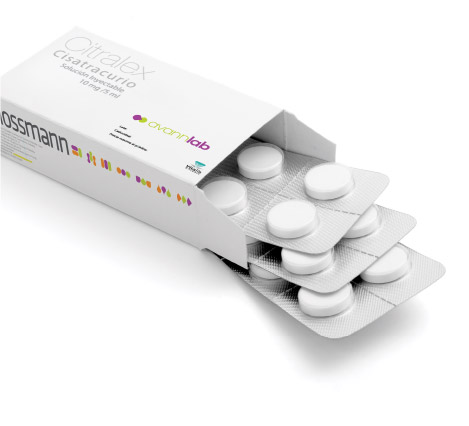 Citralex
Cisatracurio
Solución Inyectable
10 mg /5 ml
avannlab
ossmann